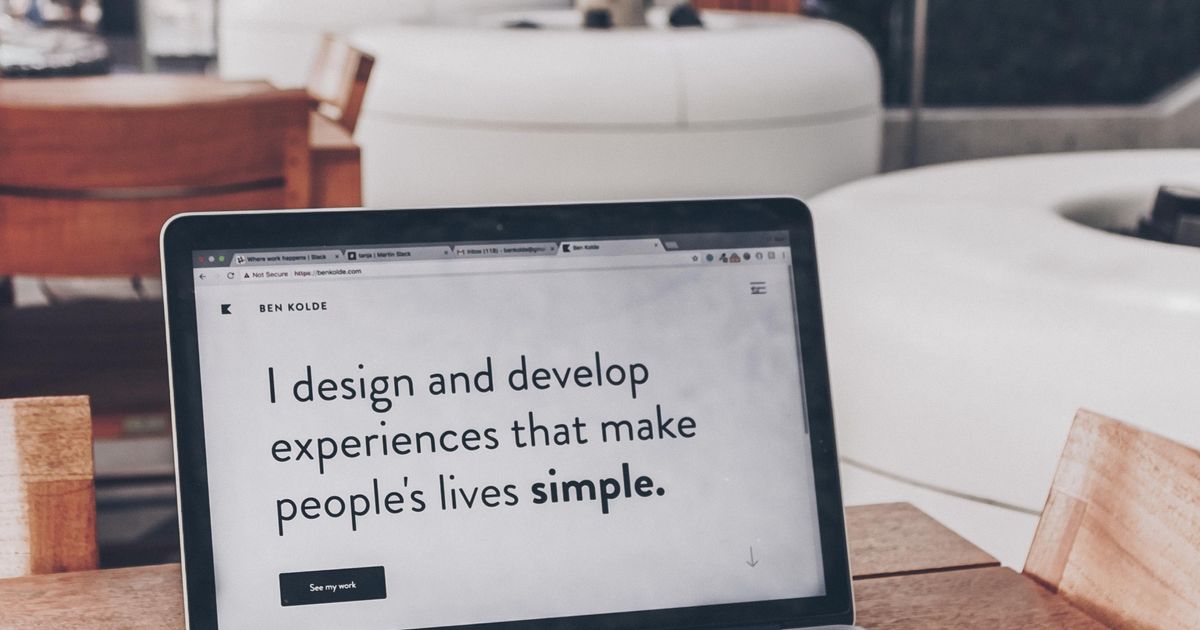 Where work happens | Slack
tanja | Martin Slack
Inbox (118) - benkolde@gmai
Ben Kolde
Not Secure https://benkolde.com
BEN KOLDE
I design and develop
experiences that make
people's lives simple.
See my work